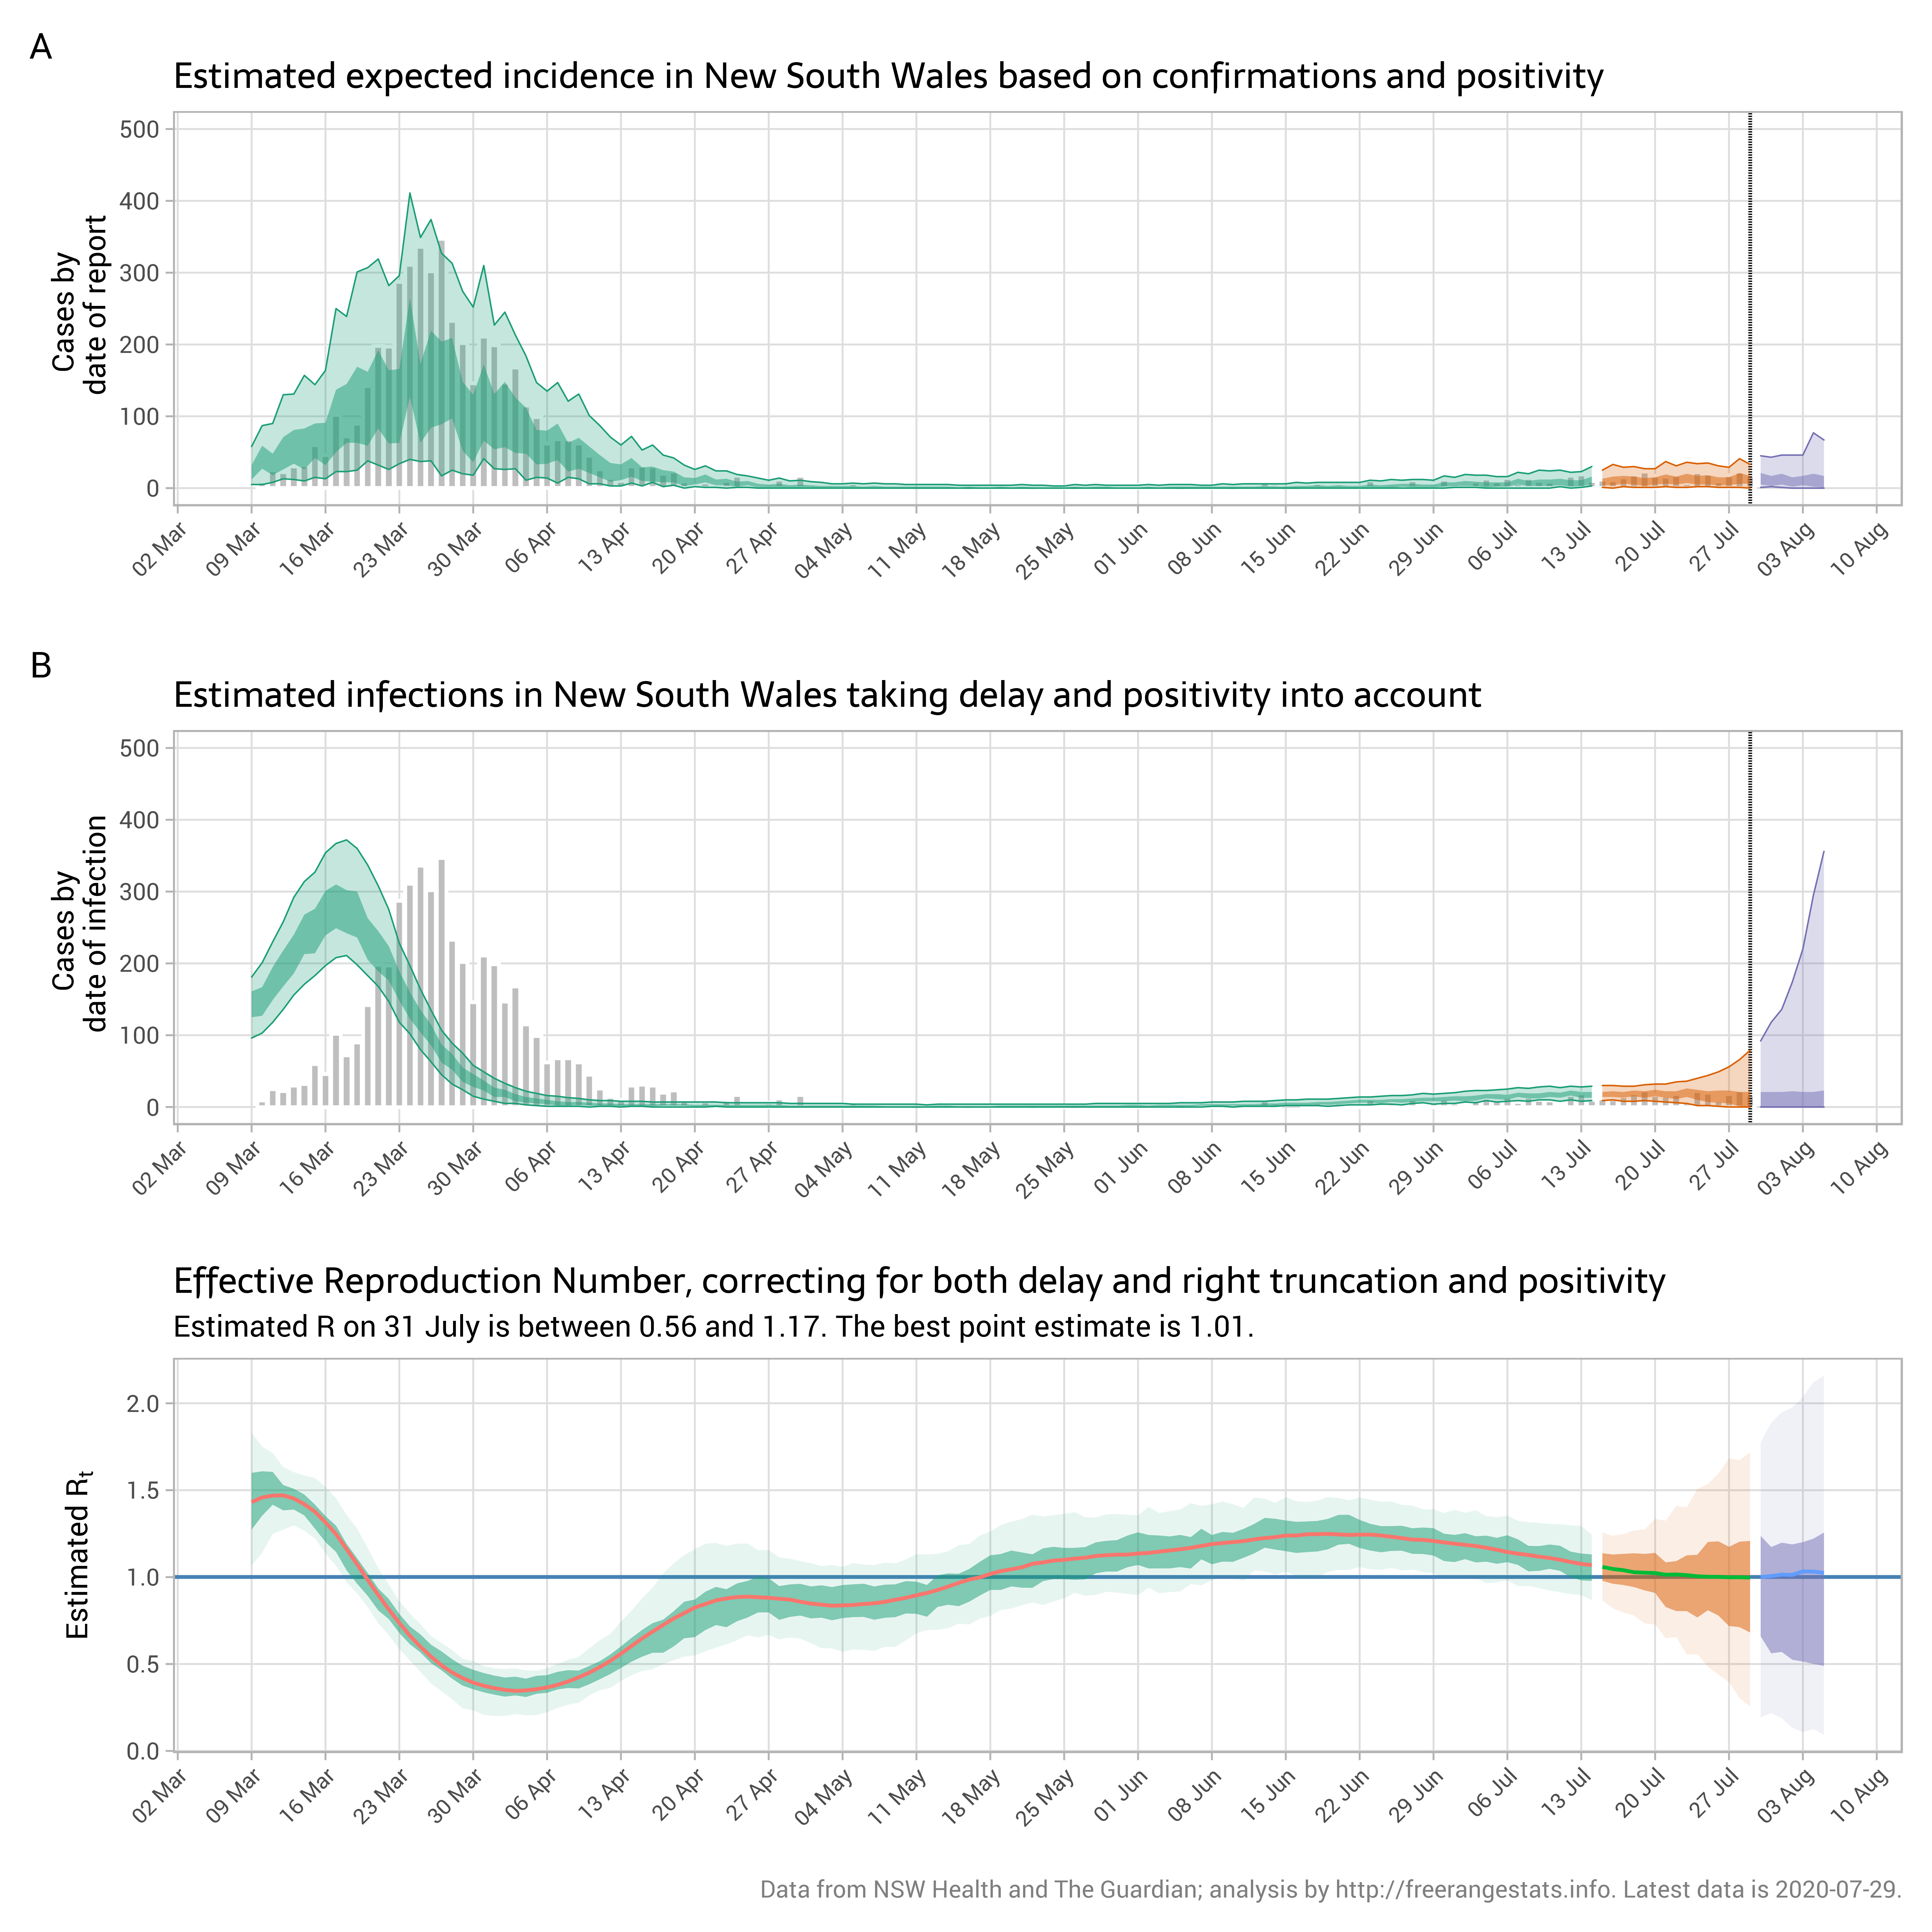 A
Estimated expected incidence in New South Wales based on confirmations and positivity
Cases by
date of report
500
400
300
200
100
0
02 Mar
09 Mar
16 Mar
23 Mar
30 Mar
06 Apr
13 Apr
20 Apr
27 Apr
04 May
11 May
18 May
25 May
01 Jun
08 Jun
15 Jun
22 Jun
29 Jun
06 Jul
13 Jul
20 Jul
27 Jul
03 Aug
10 Aug
B
Estimated infections in New South Wales taking delay and positivity into account
Cases by
date of infection
500
400
300
200
100
0
02 Mar
09 Mar
16 Mar
23 Mar
30 Mar
06 Apr
13 Apr
20 Apr
27 Apr
04 May
11 May
18 May
25 May
01 Jun
08 Jun
15 Jun
22 Jun
29 Jun
06 Jul
13 Jul
20 Jul
27 Jul
03 Aug
10 Aug
Effective Reproduction Number, correcting for both delay and right truncation and positivity
Estimated R on 31 July is between 0.56 and 1.17. The best point estimate is 1.01.
Estimated Rt
2.0
1.5
1.0
0.5
0.0
02 Mar
09 Mar
16 Mar
23 Mar
30 Mar
06 Apr
13 Apr
20 Apr
27 Apr
04 May
11 May
18 May
25 May
01 Jun
08 Jun
15 Jun
22 Jun
29 Jun
06 Jul
13 Jul
20 Jul
27 Jul
03 Aug
10 Aug
Data from NSW Health and The Guardian; analysis by http://freerangestats.info. Latest data is 2020-07-29.